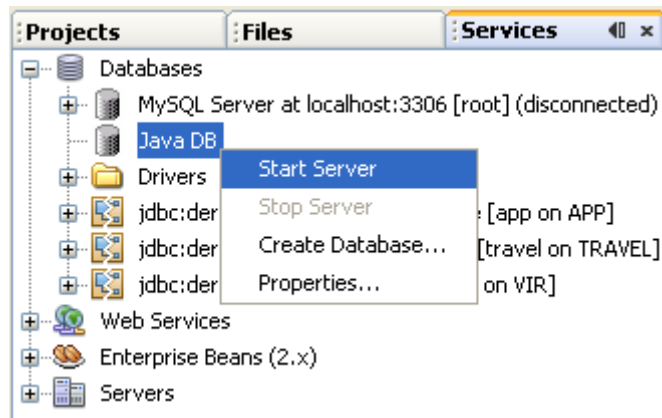 Projects Files Services
Databases
MySQL Server at localhost:3306 [root] (disconnected)
Java DB
Start Server
Drivers
Stop Server
jdbc:der [app on APP]
Create Database...
jdbc:der [travel on TRAVEL]
Properties...
jdbc:der on VIR]
Web Services
Enterprise Beans (2.x)
Servers